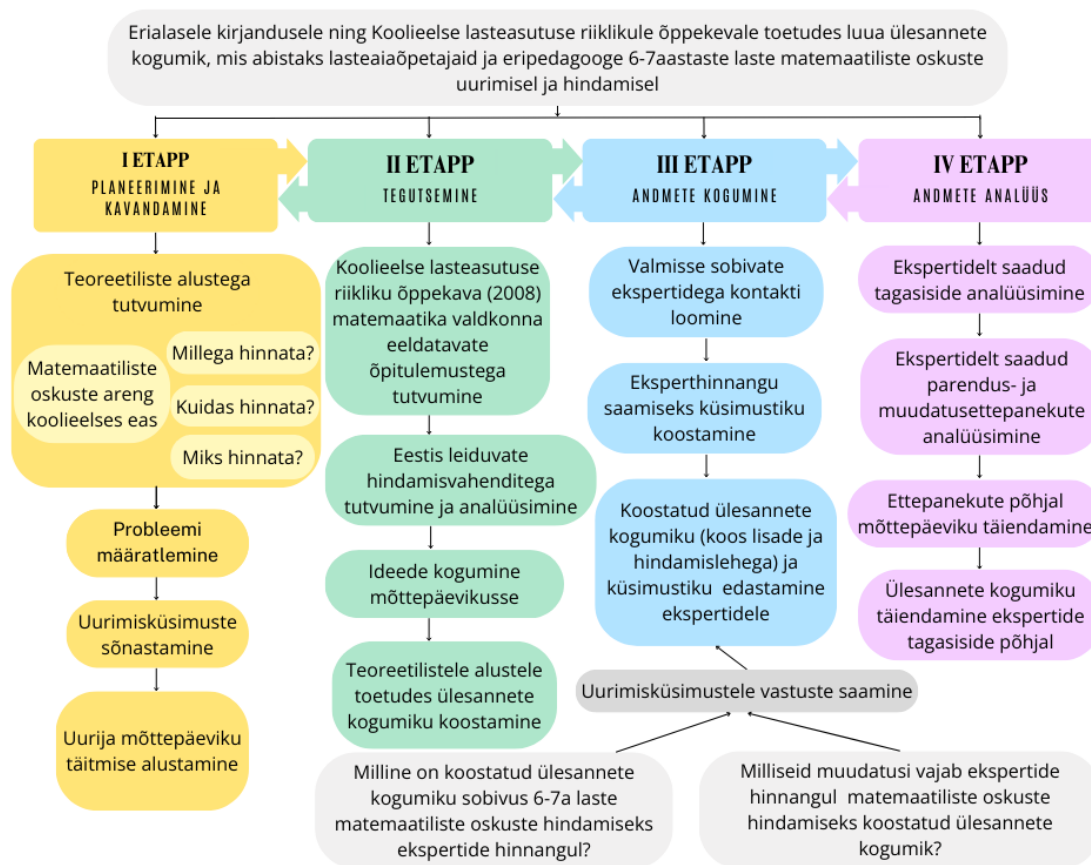 Erialasele kirjandusele ning Koolieelse lasteasutuse riiklikule õppekevale toetudes luua ülesannete
kogumik, mis abistaks lasteaiaõpetajaid ja eripedagooge 6-7aastaste laste matemaatiliste oskuste
uurimisel ja hindamisel
I ETAPP
PLANEERIMINE JA
KAVANDAMINE
Teoreetiliste alustega
tutvumine
Matemaatiliste
oskuste areng
koolieelses eas
Millega hinnata?
Kuidas hinnata?
Miks hinnata?
Probleemi
määratlemine
Uurimisküsimuste
sõnastamine
Uurija mõttepäeviku
täitmise alustamine
II ETAPP
TEGUTSEMINE
Koolieelse lasteasutuse
riikliku õppekava (2008)
matemaatika valdkonna
eeldatavate
õpitulemustega
tutvumine
Eestis leiduvate
hindamisvahenditega
tutvumine ja analüüsimine
Ideede kogumine
mõttepäevikusse
Teoreetilistele alustele
toetudes ülesannete
kogumiku koostamine
III ETAPP
ANDMETE KOGUMINE
Valmisse sobivate
ekspertidega kontakti
loomine
Eksperthinnangu
saamiseks küsimustiku
koostamine
Koostatud ülesannete
kogumiku (koos lisade ja
hindamislehega) ja
küsimustiku edastamine
ekspertidele
IV ETAPP
ANDMETE ANALÜÜS
Ekspertidelt saadud
tagasiside analüüsimine
Ekspertidelt saadud
parendus- ja
muudatusettepanekute
analüüsimine
Ettepanekute põhjal
mõttepäeviku täiendamine
Ülesannete kogumiku
täiendamine ekspertide
tagasiside põhjal
Uurimisküsimustele vastuste saamine
Milline on koostatud ülesannete
kogumiku sobivus 6-7a laste
matemaatiliste oskuste hindamiseks
ekspertide hinnangul?
Milliseid muudatusi vajab ekspertide
hinnangul matemaatiliste oskuste
hindamiseks koostatud ülesannete
kogumik?